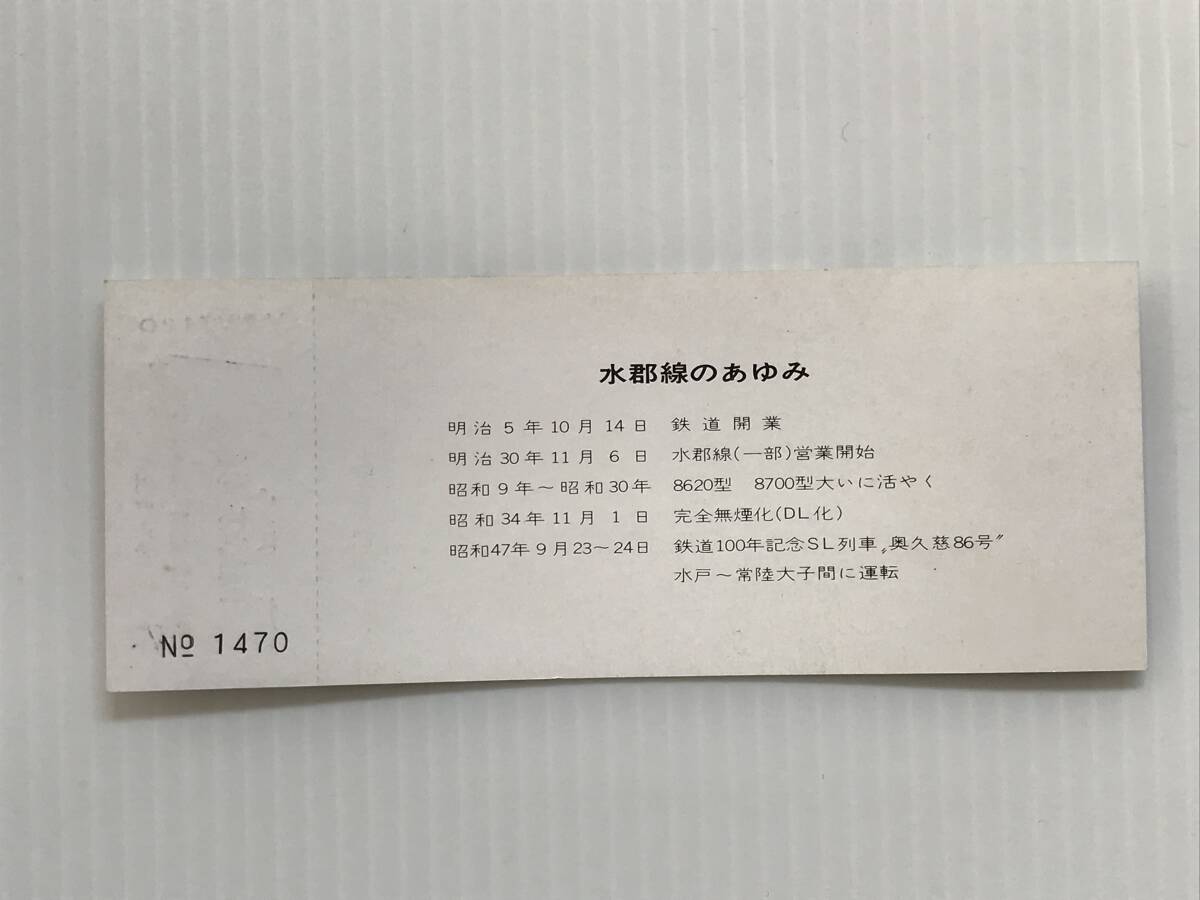 水郡線のあゆみ
明治5年10月14日 鉄道開業
明治30年11月6日 水郡線(一部)営業開始
昭和9年～昭和30年 8620型 8700型大いに活やく
昭和34年11月1日 完全無煙化(DL化)
昭和47年9月23～24日 鉄道100年記念SL列車〝奥久慈86号〟
水戸～常陸大子間に運転
№ 1470